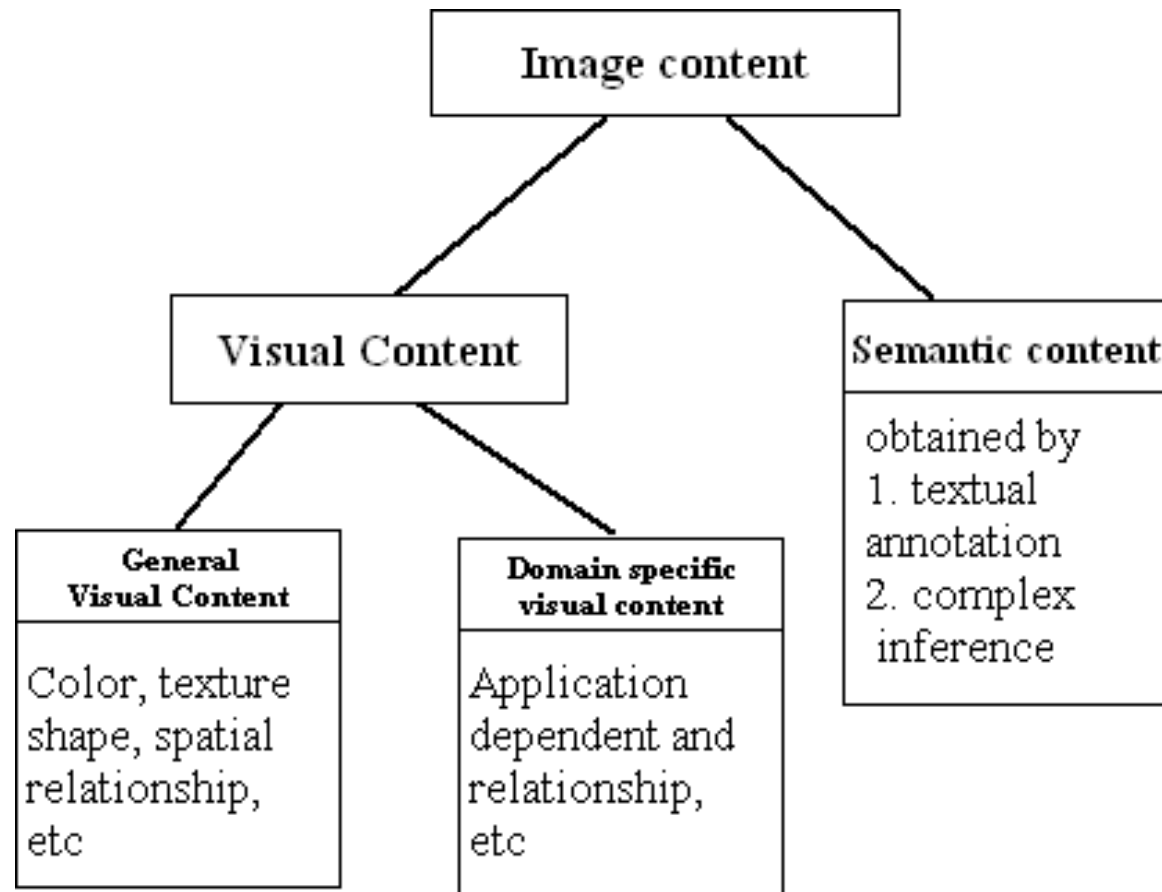 Image content
Visual Content
Semantic content
obtained by
1. textual
annotation
2. complex
inference
General
Visual Content
Color, texture
shape, spatial
relationship,
etc
Domain specific
visual content
Application
dependent and
relationship,
etc